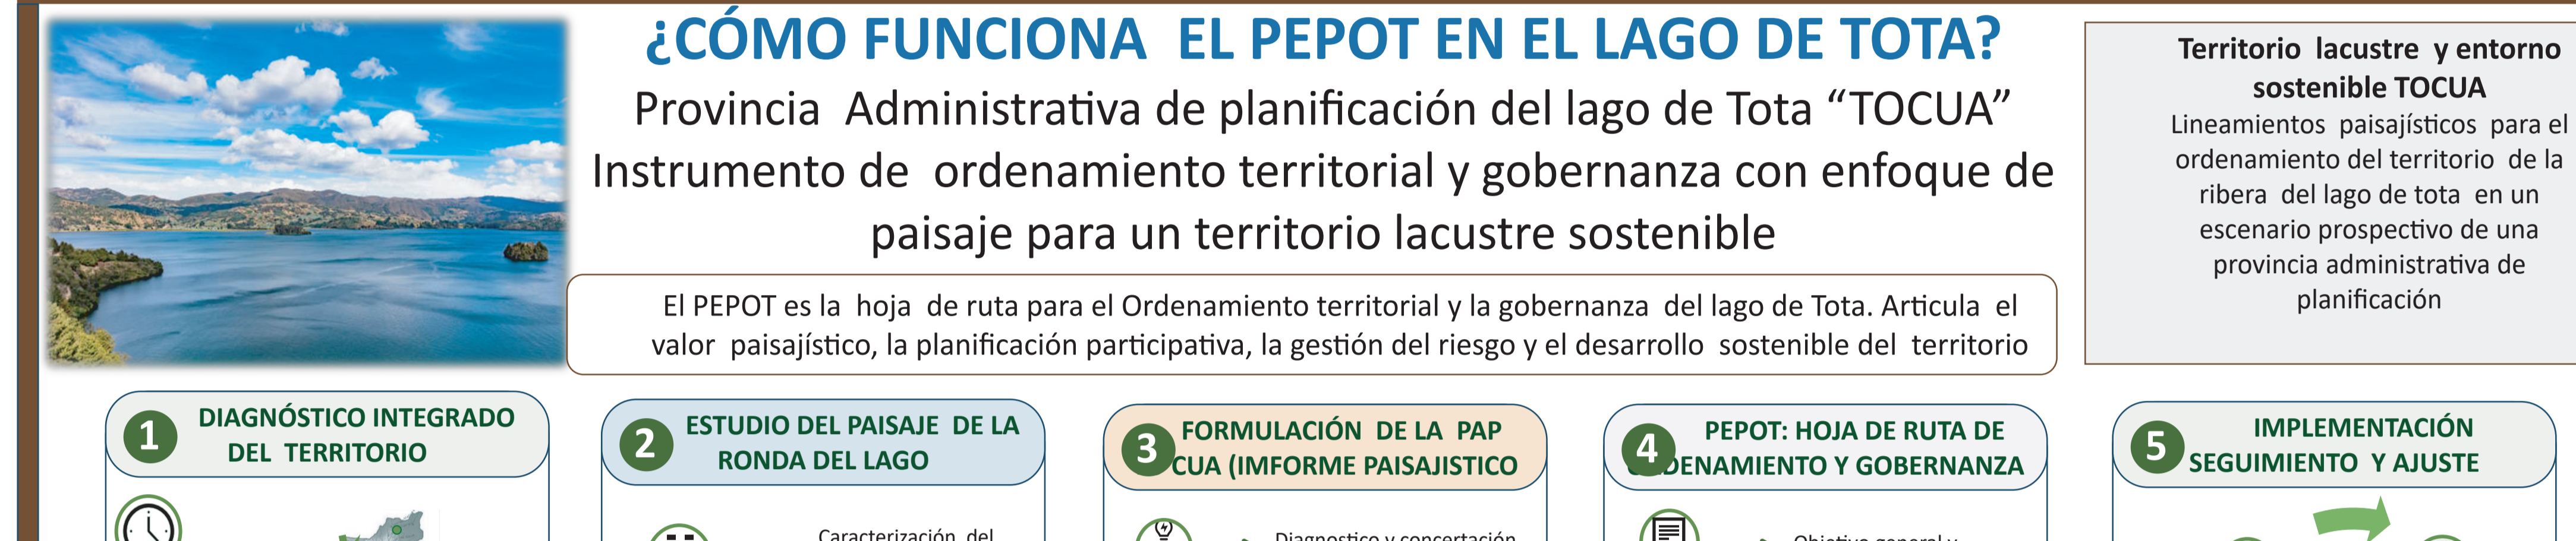 ¿CÓMO FUNCIONA EL PEPOT EN EL LAGO DE TOTA?
Provincia Administrativa de planificación del lago de Tota “TOCUA”
Instrumento de ordenamiento territorial y gobernanza con enfoque de
paisaje para un territorio lacustre sostenible
El PEPOT es la hoja de ruta para el Ordenamiento territorial y la gobernanza del lago de Tota. Articula el
valor paisajístico, la planificación participativa, la gestión del riesgo y el desarrollo sostenible del territorio
Territorio lacustre y entorno
sostenible TOCUA
Lineamientos paisajísticos para el
ordenamiento del territorio de la
ribera del lago de tota en un
escenario prospectivo de una
provincia administrativa de
planificación
1 DIAGNÓSTICO INTEGRADO
DEL TERRITORIO
2 ESTUDIO DEL PAISAJE DE LA
RONDA DEL LAGO
Caracterización del
3 FORMULACIÓN DE LA PAP
CUA (IMFORME PAISAJISTICO
Diagnostico y concertación
4 PEPOT: HOJA DE RUTA DE
DENAMIENTO Y GOBERNANZA
Objetivo general y
5 IMPLEMENTACIÓN
SEGUIMIENTO Y AJUSTE